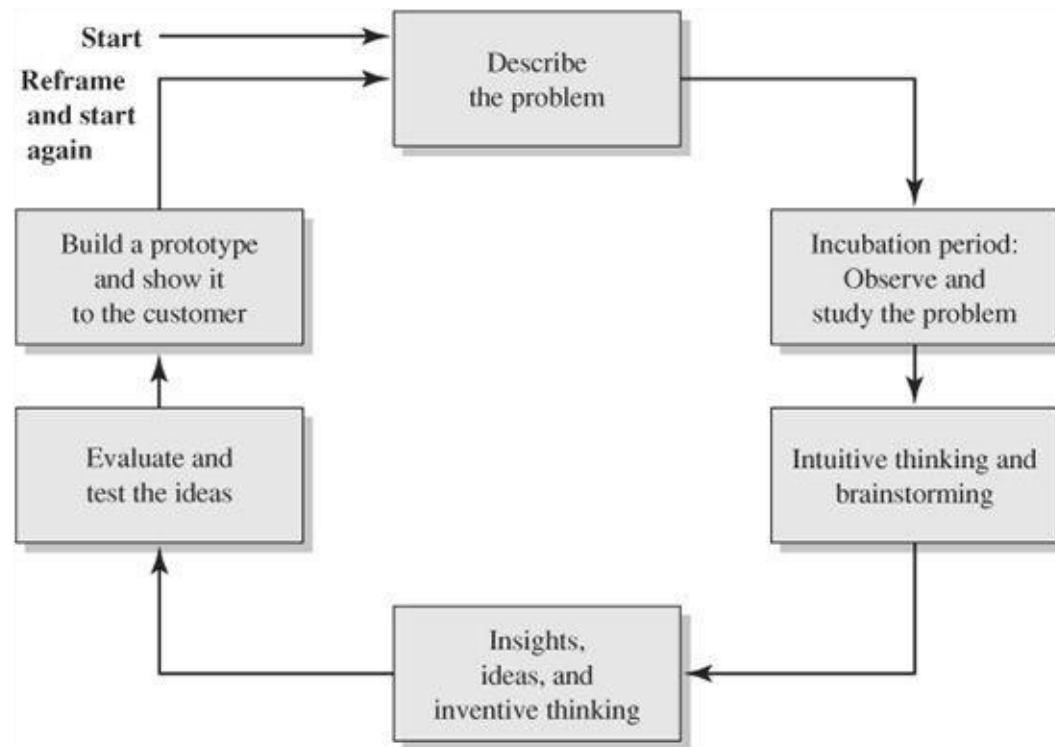 Start
Reframe
and start
again
Describe
the problem
Incubation period:
Observe and
study the problem
Intuitive thinking and
brainstorming
Insights,
ideas, and
inventive thinking
Evaluate and
test the ideas
Build a prototype
and show it
to the customer